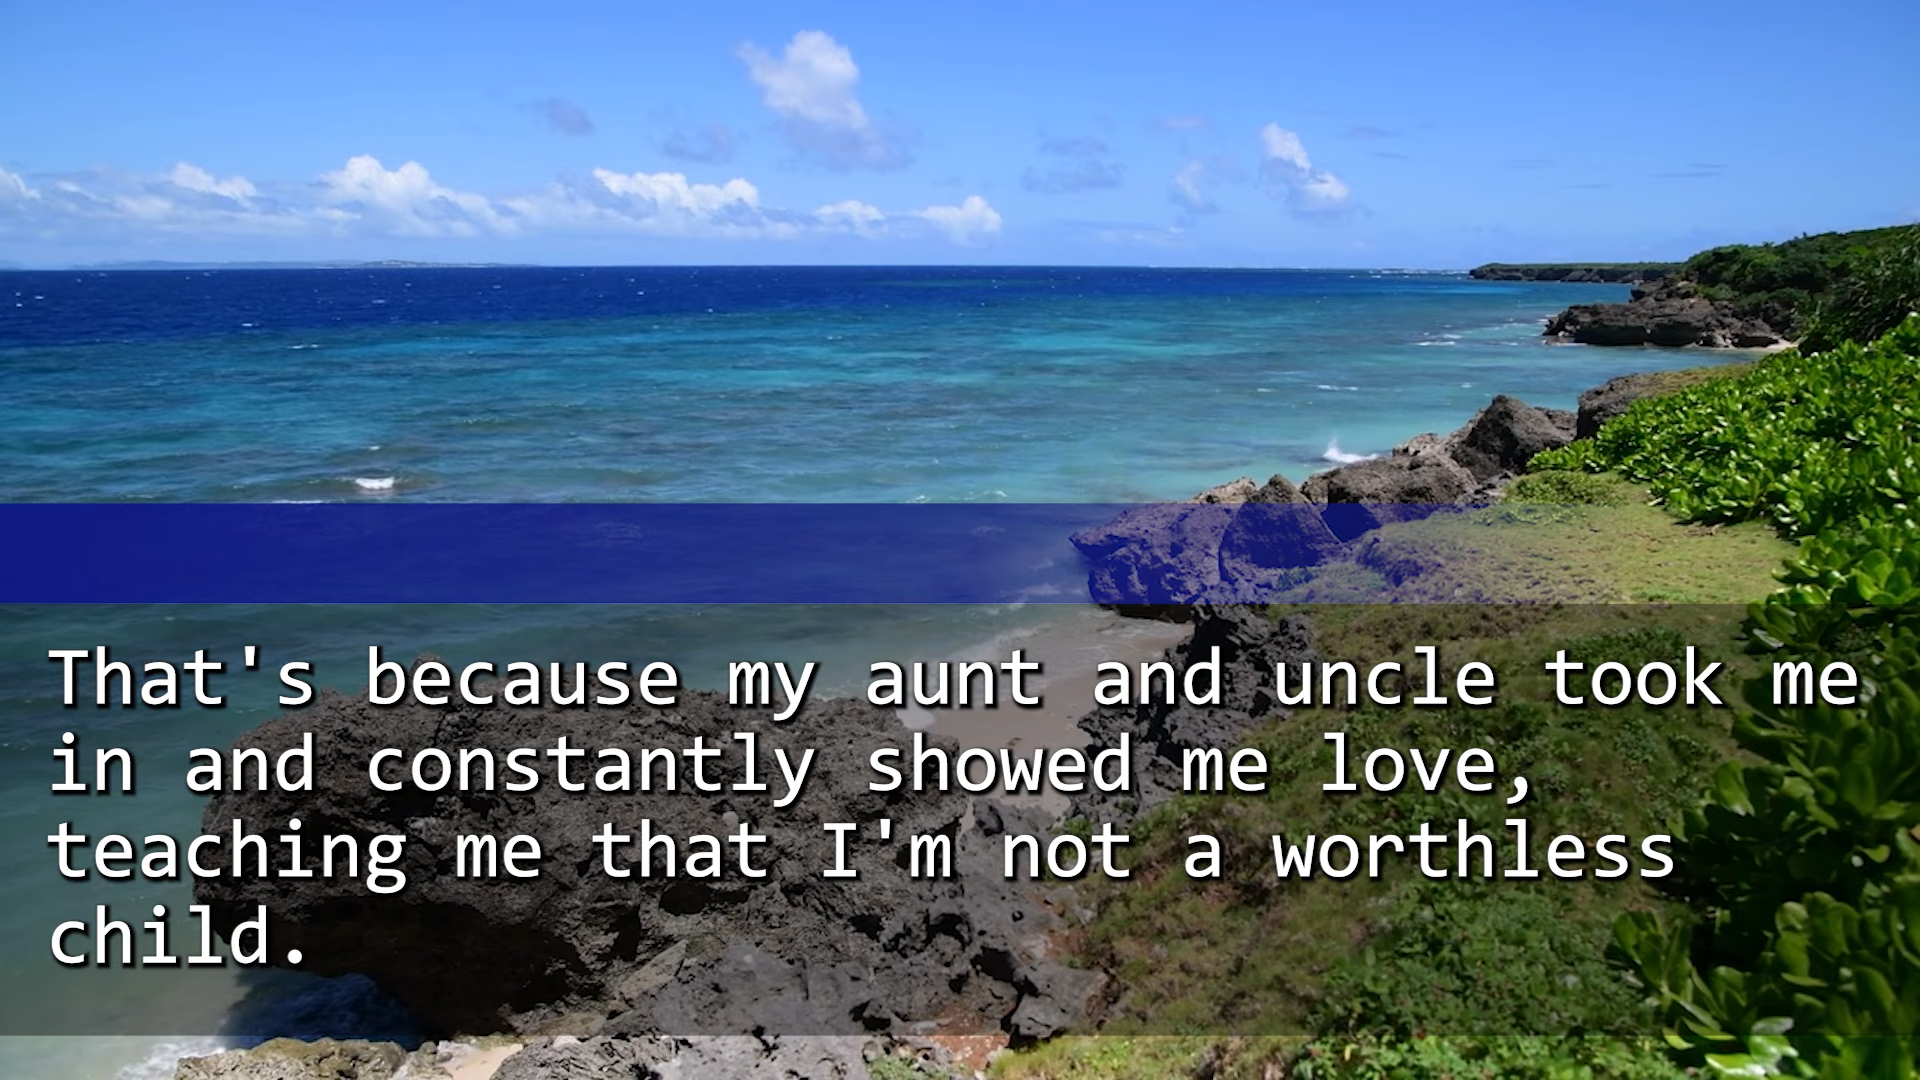 That's because my aunt and uncle took me
in and constantly showed me love,
teaching me that I'm not a worthless
child.